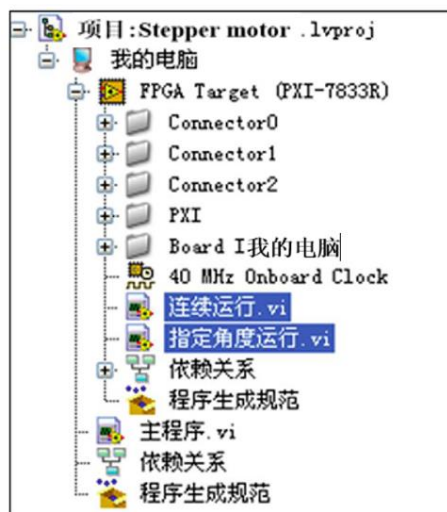 项目:Stepper motor .lvproj
我的电脑
FPGA Target (PXI-7833R)
Connector0
Connector1
Connector2
PXI
Board I我的电脑
40 MHz Onboard Clock
连续运行.vi
指定角度运行.vi
依赖关系
程序生成规范
主程序.vi
依赖关系
程序生成规范